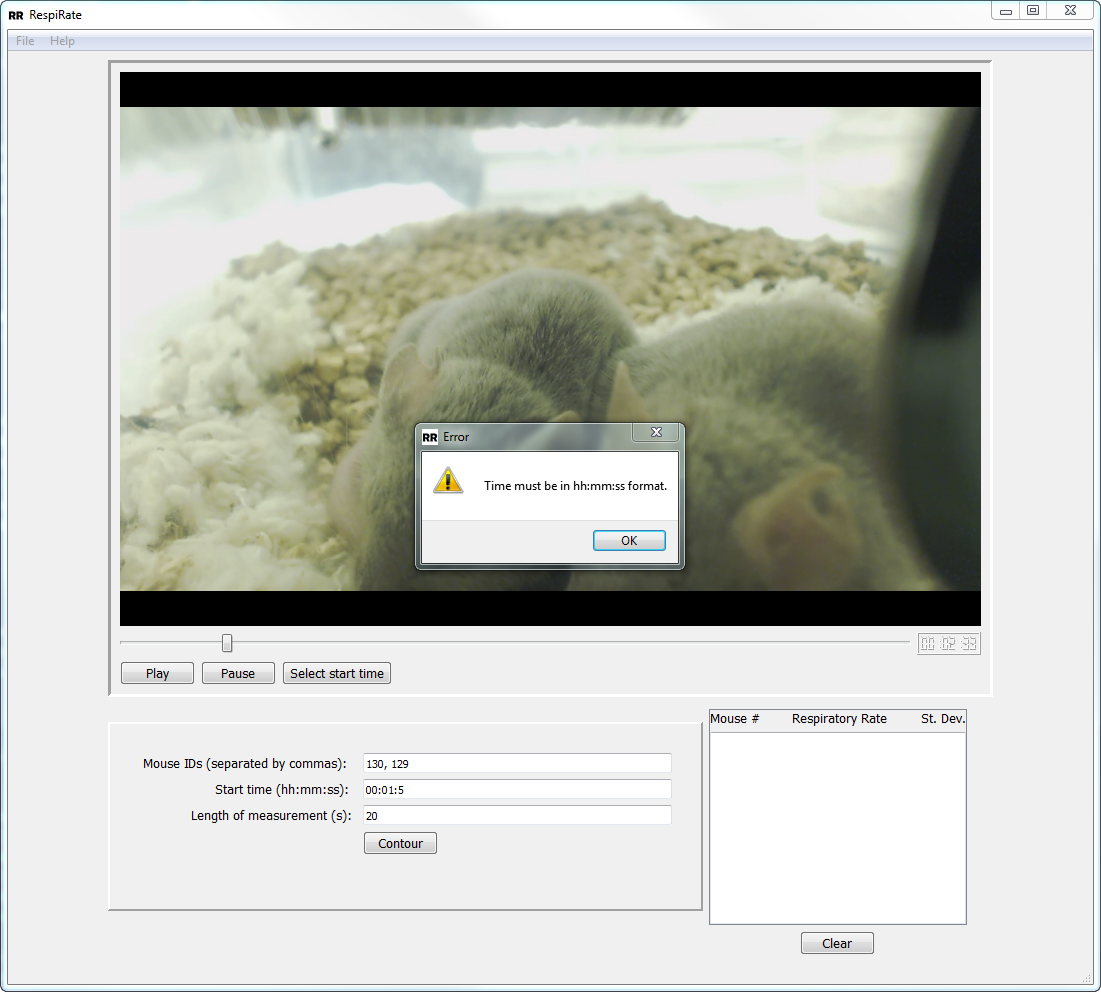 RR RespiRate
File Help
RR Error
Time must be in hh:mm:ss format.
OK
00:02:33
Play Pause Select start time
Mouse IDs (separated by commas): 130, 129
Start time (hh:mm:ss): 00:01:5
Length of measurement (s): 20
Contour
Mouse # Respiratory Rate St. Dev.
Clear